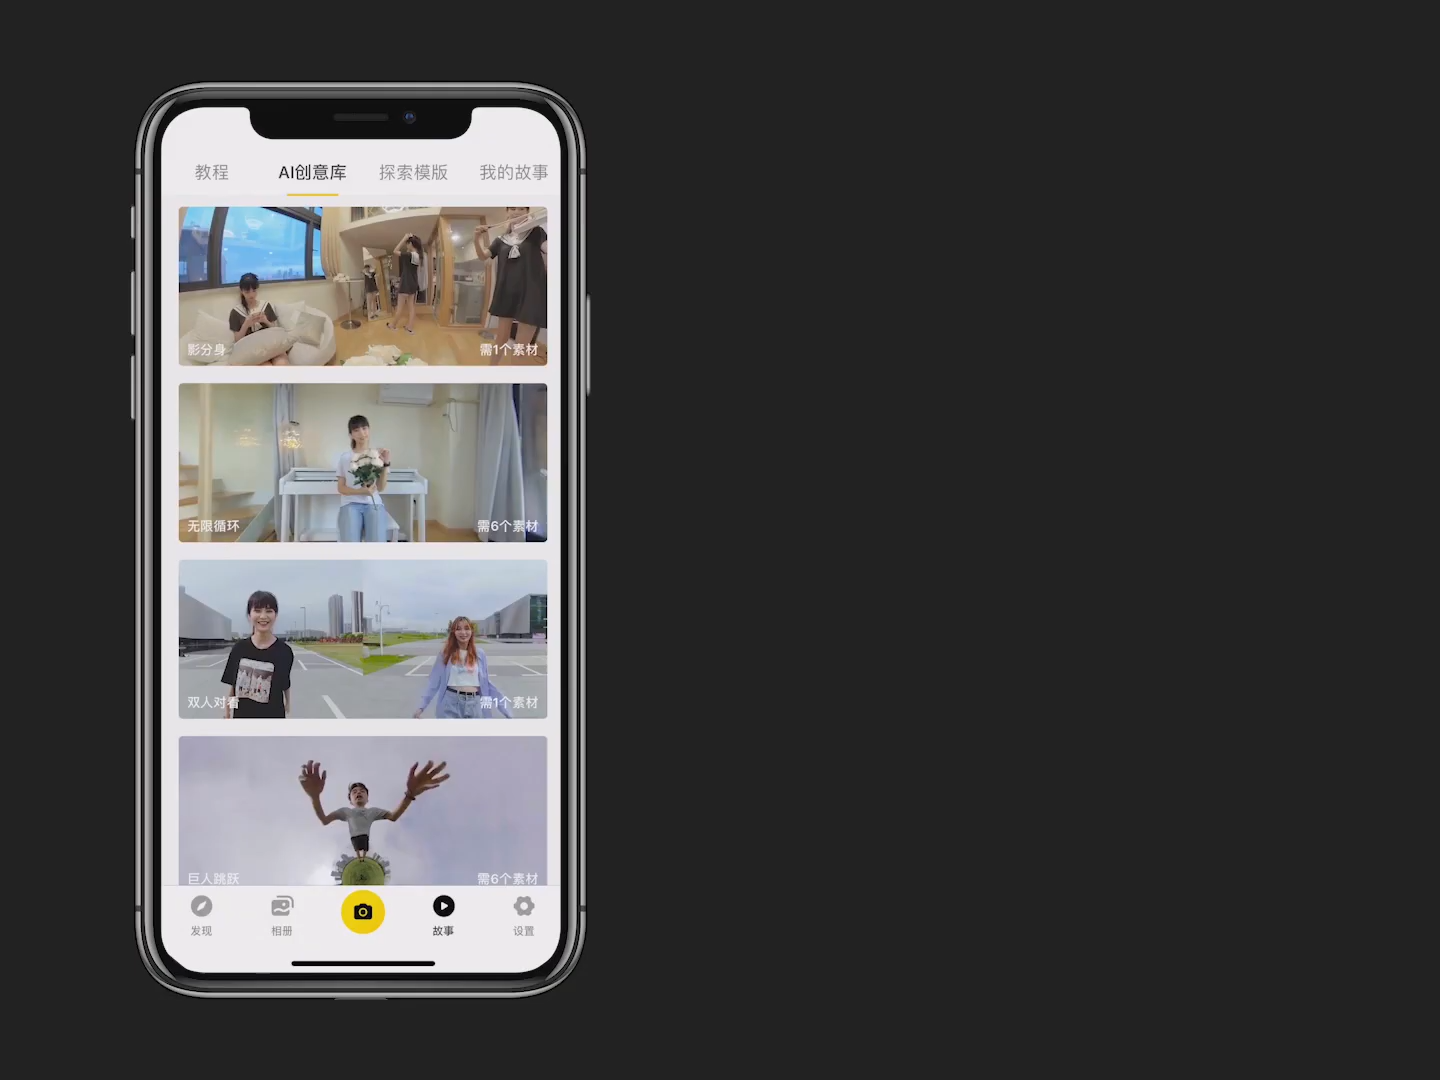 教程 AI创意库 探索模版 我的故事
影分身 需1个素材
无限循环 需6个素材
双人对看 需1个素材
巨人跳跃 需6个素材
发现 相册 故事 设置